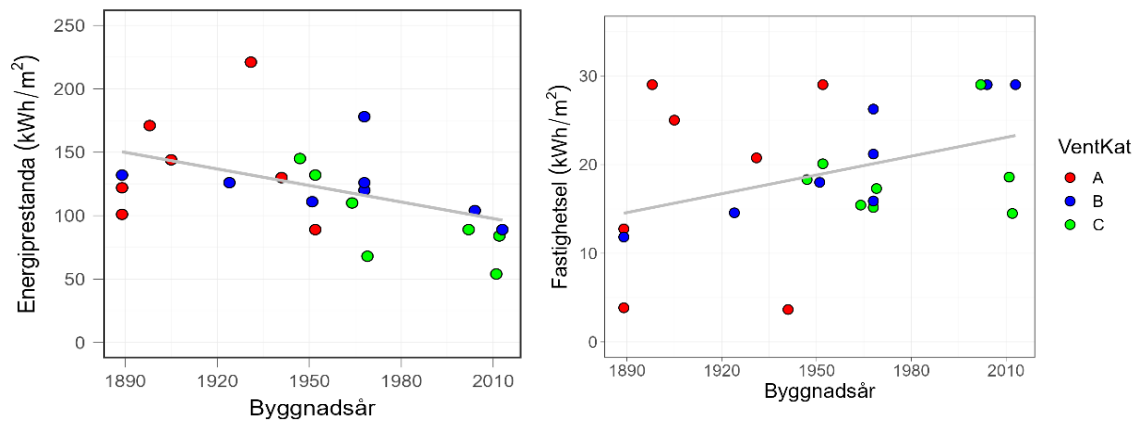 Energiprestanda (kWh/m²)
250
200
150
100
50
0
1890 1920 1950 1980 2010
Byggnadsår
Fastighetsel (kWh/m²)
30
20
10
0
1890 1920 1950 1980 2010
Byggnadsår
VentKat
A
B
C